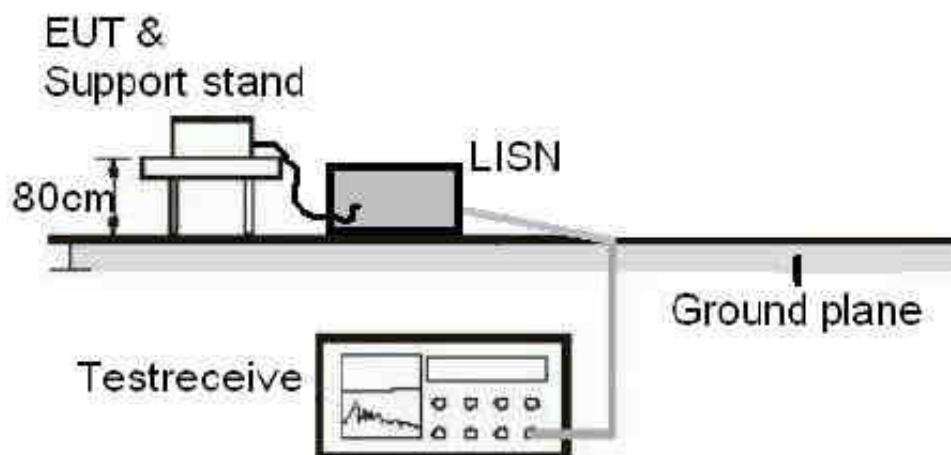 EUT &
Support stand
LISN
80cm
Ground plane
Testreceive